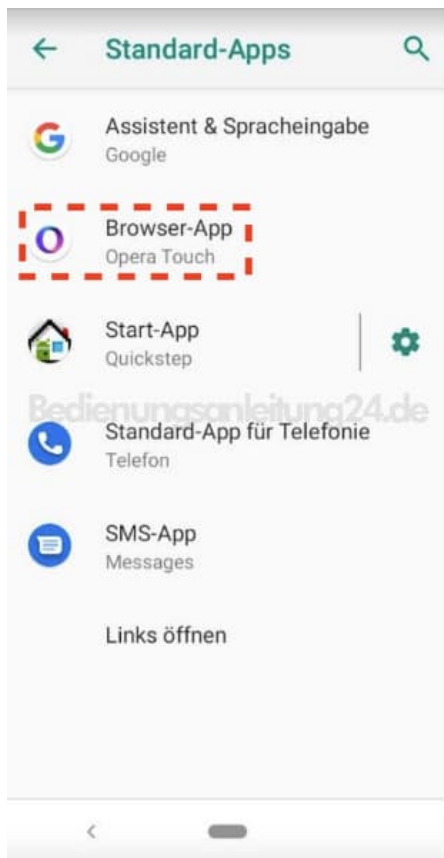 Standard-Apps
Assistent & Spracheingabe
Google
Browser-App
Opera Touch
Start-App
Quickstep
Bedienungsanleitung24.de
Standard-App für Telefonie
Telefon
SMS-App
Messages
Links öffnen